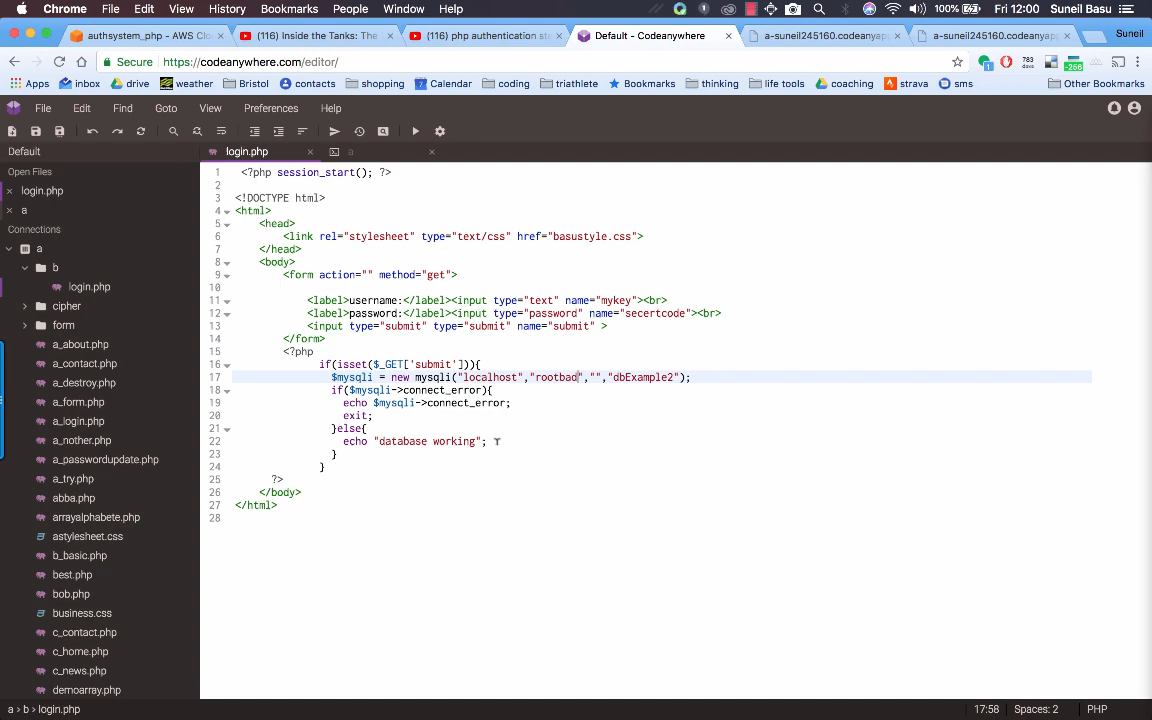 Chrome File Edit View History Bookmarks People Window Help 100% Fri 12:00 Suneil Basu
authsystem_php - AWS Clo (116) Inside the Tanks: The (116) php authentication st Default - Codeanywhere a-suneil245160.codeanyapp a-suneil245160.codeanyap Suneil
Secure https://codeanywhere.com/editor/
Apps inbox drive weather Bristol contacts shopping Calendar coding triathlete Bookmarks thinking life tools coaching strava sms Other Bookmarks
File Edit Find Goto View Preferences Help
Default
Open Files
login.php
a
Connections
a
b
login.php
cipher
form
a_about.php
a_contact.php
a_destroy.php
a_form.php
a_login.php
a_nother.php
a_passwordupdate.php
a_try.php
abba.php
arrayalphabete.php
astylesheet.css
b_basic.php
best.php
bob.php
business.css
c_contact.php
c_home.php
c_news.php
demoarray.php
login.php a
1 <?php session_start(); ?>
2
3 <!DOCTYPE html>
4 <html>
5 <head>
6 <link rel="stylesheet" type="text/css" href="basustyle.css">
7 </head>
8 <body>
9 <form action="" method="get">
10
11 <label>username:</label><input type="text" name="mykey"><br>
12 <label>password:</label><input type="password" name="secertcode"><br>
13 <input type="submit" type="submit" name="submit" >
14 </form>
15 <?php
16 if(isset($_GET['submit'])){
17 $mysqli = new mysqli("localhost","rootbad","","dbExample2");
18 if($mysqli->connect_error){
19 echo $mysqli->connect_error;
20 exit;
21 }else{
22 echo "database working";
23 }
24 }
25 ?>
26 </body>
27 </html>
28
a > b > login.php 17:58 Spaces: 2 PHP